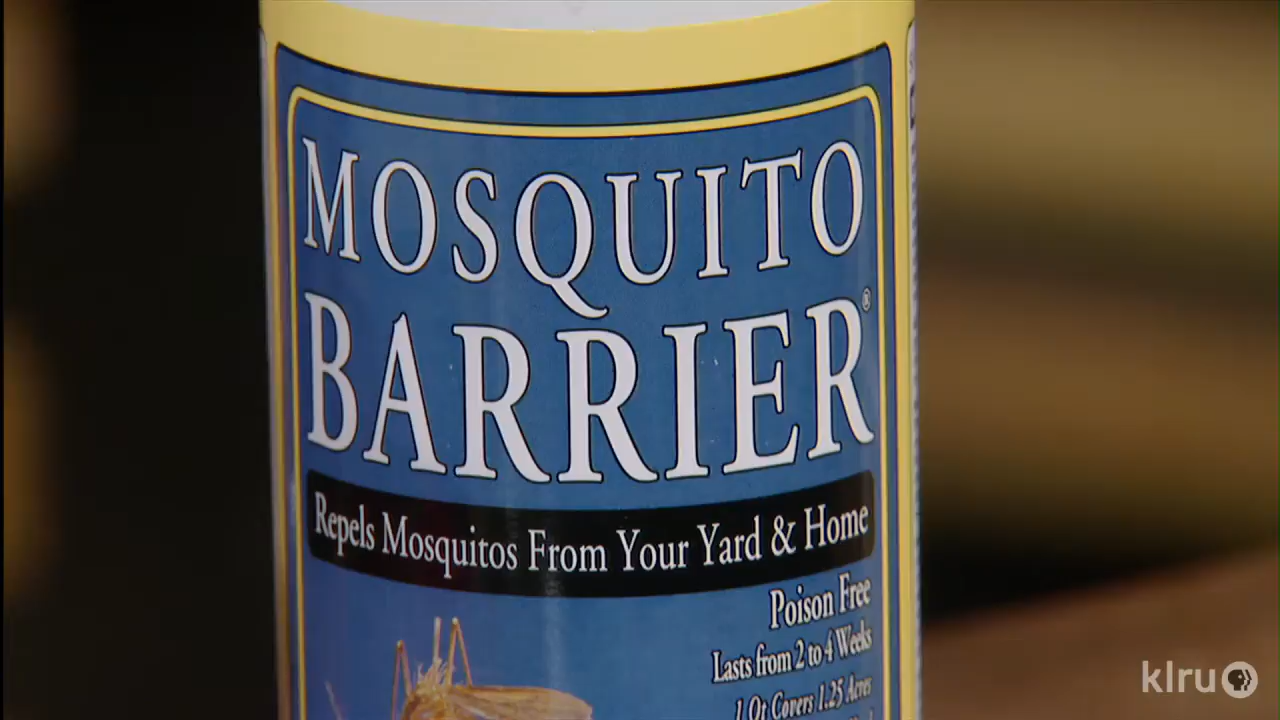 MOSQUITO
BARRIER®
Repels Mosquitos From Your Yard & Home
Poison Free
Lasts from 2 to 4 Weeks
1 Qt Covers 1.25 Acres
klru